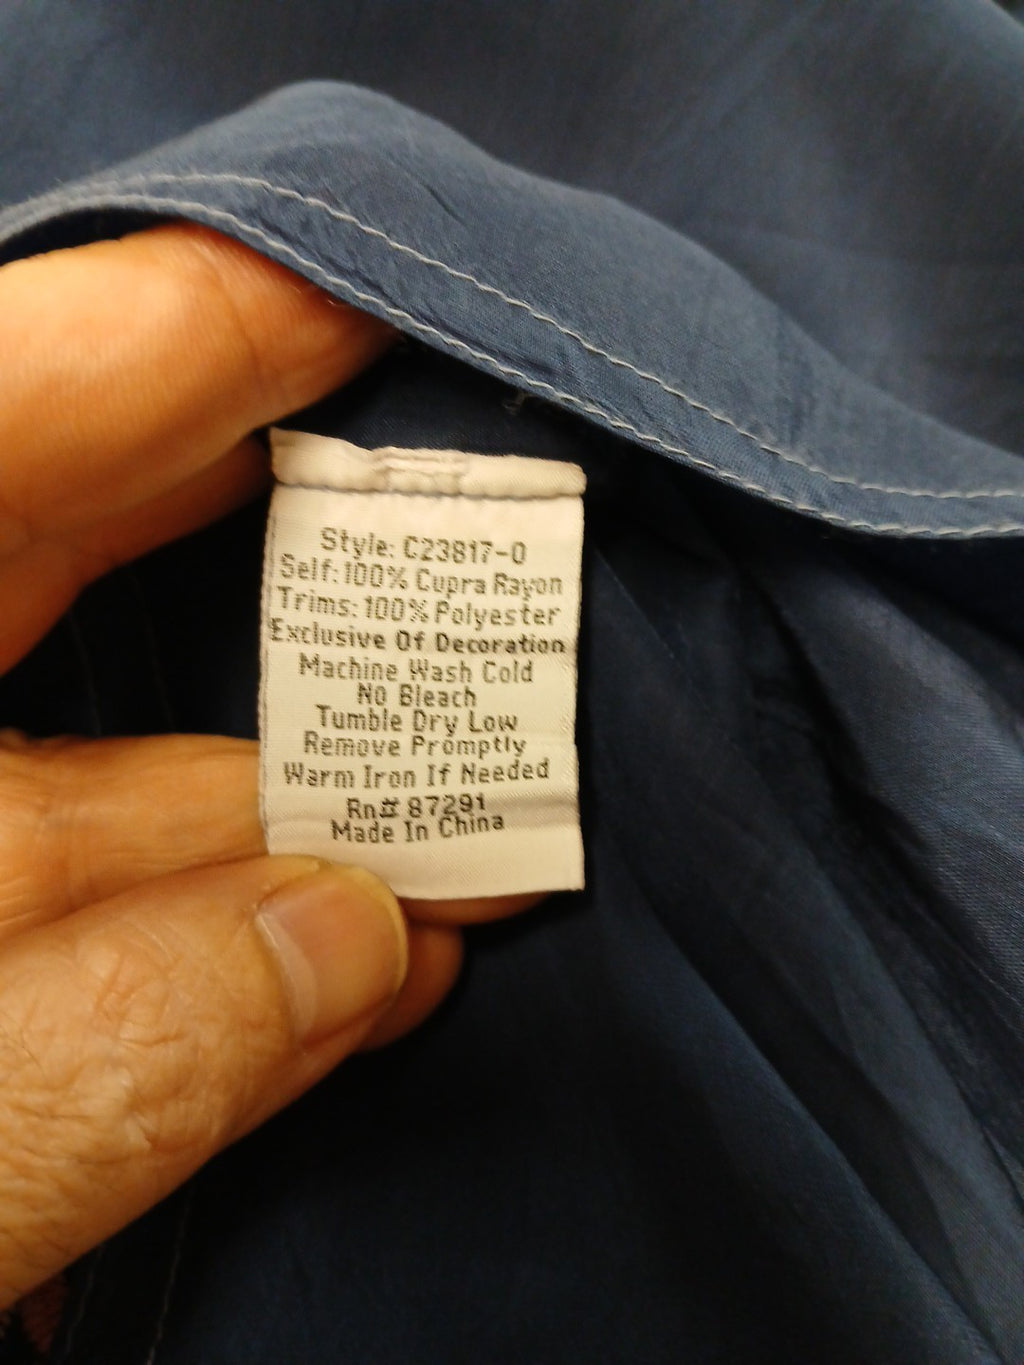 Style: C23817-0
Self: 100% Cupra Rayon
Trims: 100% Polyester
Exclusive Of Decoration
Machine Wash Cold
No Bleach
Tumble Dry Low
Remove Promptly
Warm Iron If Needed
Rn# 87291
Made In China